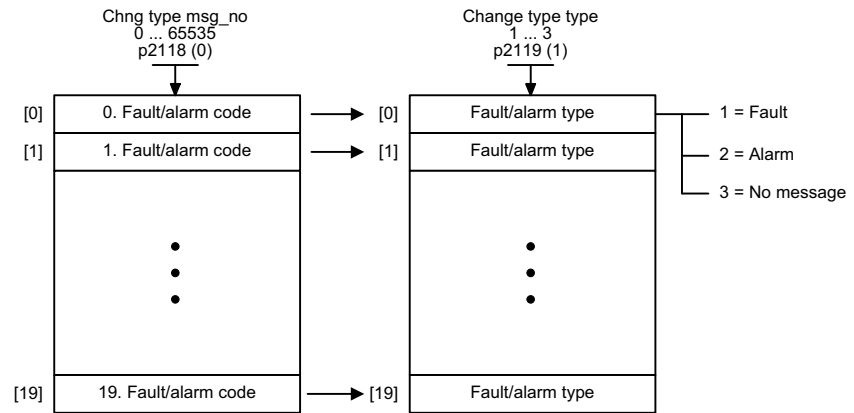 Chng type msg_no
0 ... 65535
p2118 (0)
Change type type
1 ... 3
p2119 (1)
[0] 0. Fault/alarm code [0] Fault/alarm type 1 = Fault
[1] 1. Fault/alarm code [1] Fault/alarm type 2 = Alarm
3 = No message
[19] 19. Fault/alarm code [19] Fault/alarm type